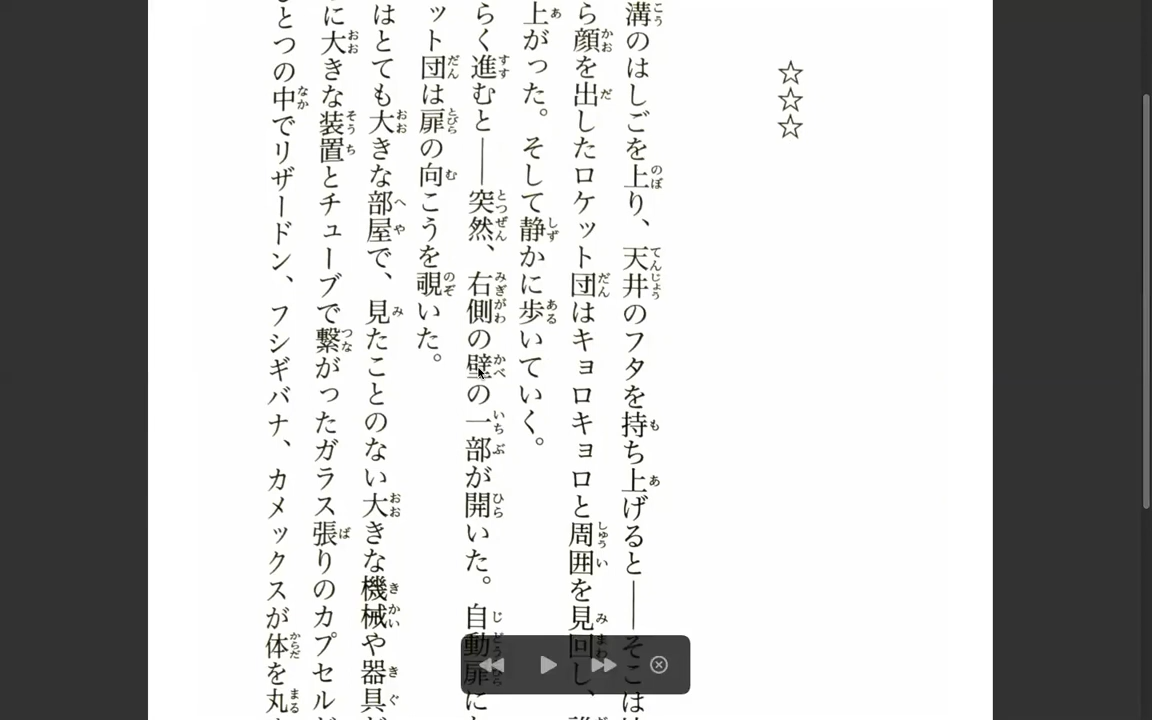 ☆☆☆
溝のはしごを上り、天井のフタを持ち上げると――そこは
ら顔を出したロケット団はキョロキョロと周囲を見回し、
上がった。そして静かに歩いていく。
らく進むと――突然、右側の壁の一部が開いた。自動扉に
ット団は扉の向こうを覗いた。
はとても大きな部屋で、見たことのない大きな機械や器具
に大きな装置とチューブで繋がったガラス張りのカプセル
とつの中でリザードン、フシギバナ、カメックスが体を丸